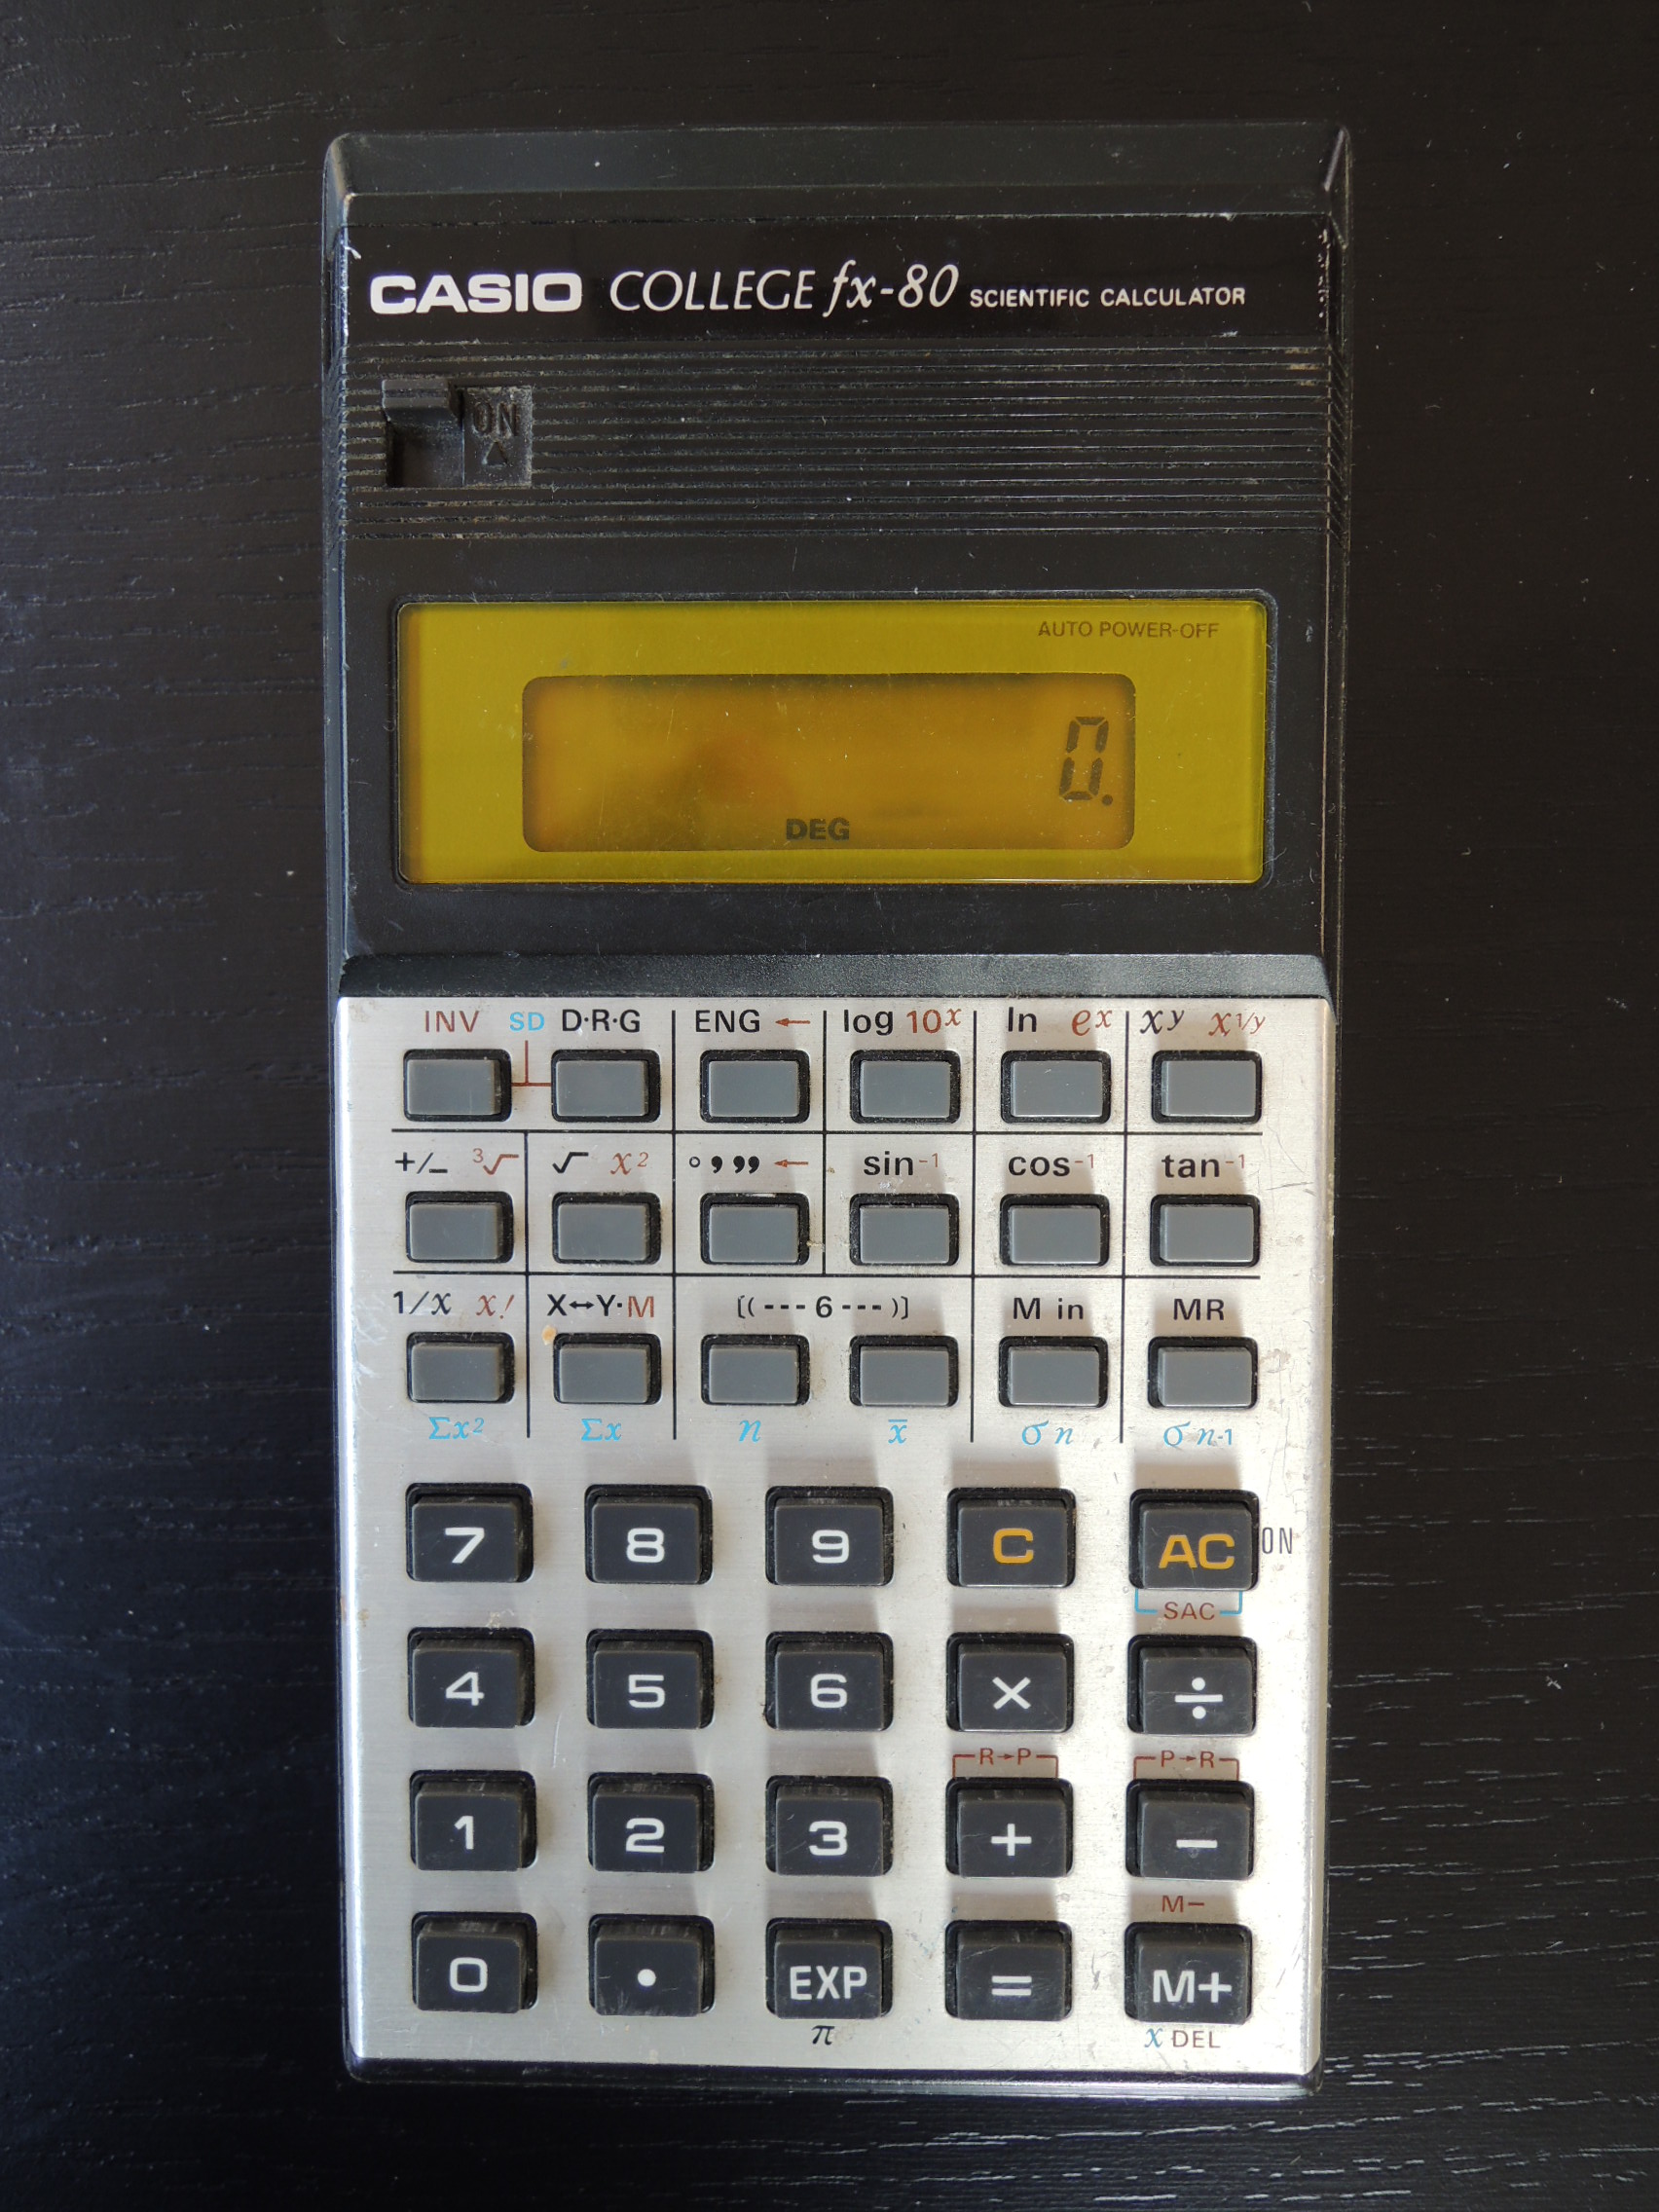 CASIO COLLEGE fx-80 SCIENTIFIC CALCULATOR
ON
AUTO POWER-OFF
0.
DEG
INV SD D·R·G ENG ← log 10ˣ ln eˣ xʸ x¹/ʸ
+/− ³√ √ x² °,,, ← sin⁻¹ cos⁻¹ tan⁻¹
1/x x! X↔Y·M [(---6---)] M in MR
Σx² Σx n x̄ σn σn-1
7 8 9 C AC ON
SAC
4 5 6 × ÷
R→P P→R
1 2 3 + −
M−
0 • EXP = M+
π x DEL